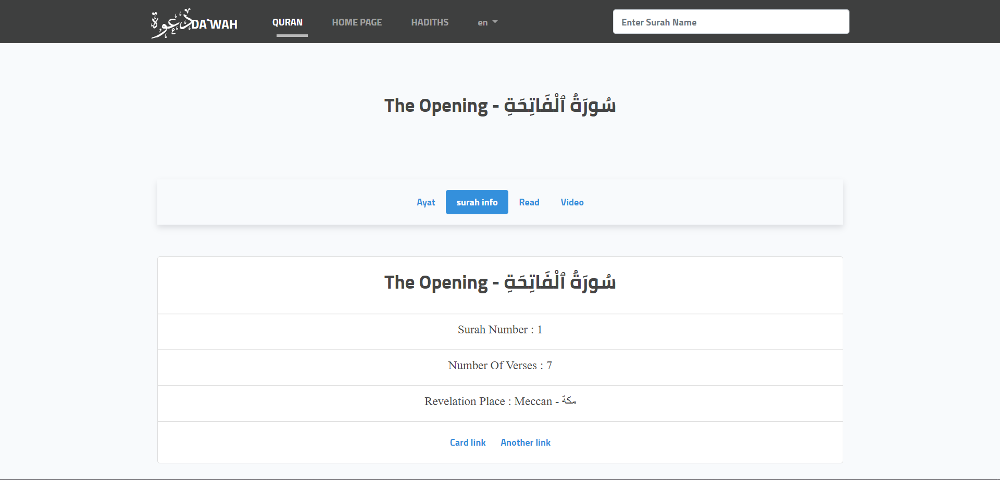 دعوة DA`WAH QURAN HOME PAGE HADITHS en Enter Surah Name
The Opening - سُورَةُ ٱلْفَاتِحَةِ
Ayat surah info Read Video
The Opening - سُورَةُ ٱلْفَاتِحَةِ
Surah Number : 1
Number Of Verses : 7
Revelation Place : Meccan - مكة
Card link Another link